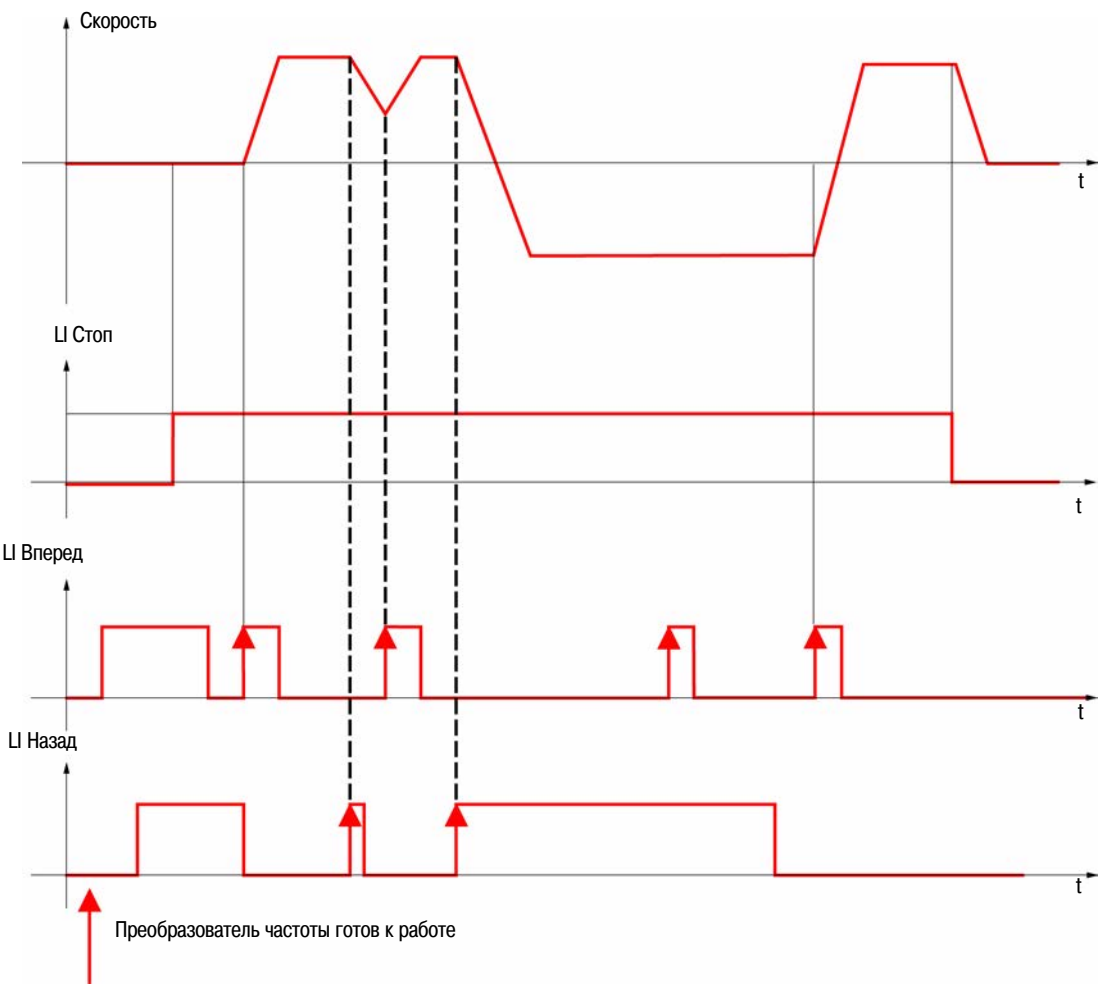 Скорость
t
LI Стоп
t
LI Вперед
t
LI Назад
t
Преобразователь частоты готов к работе